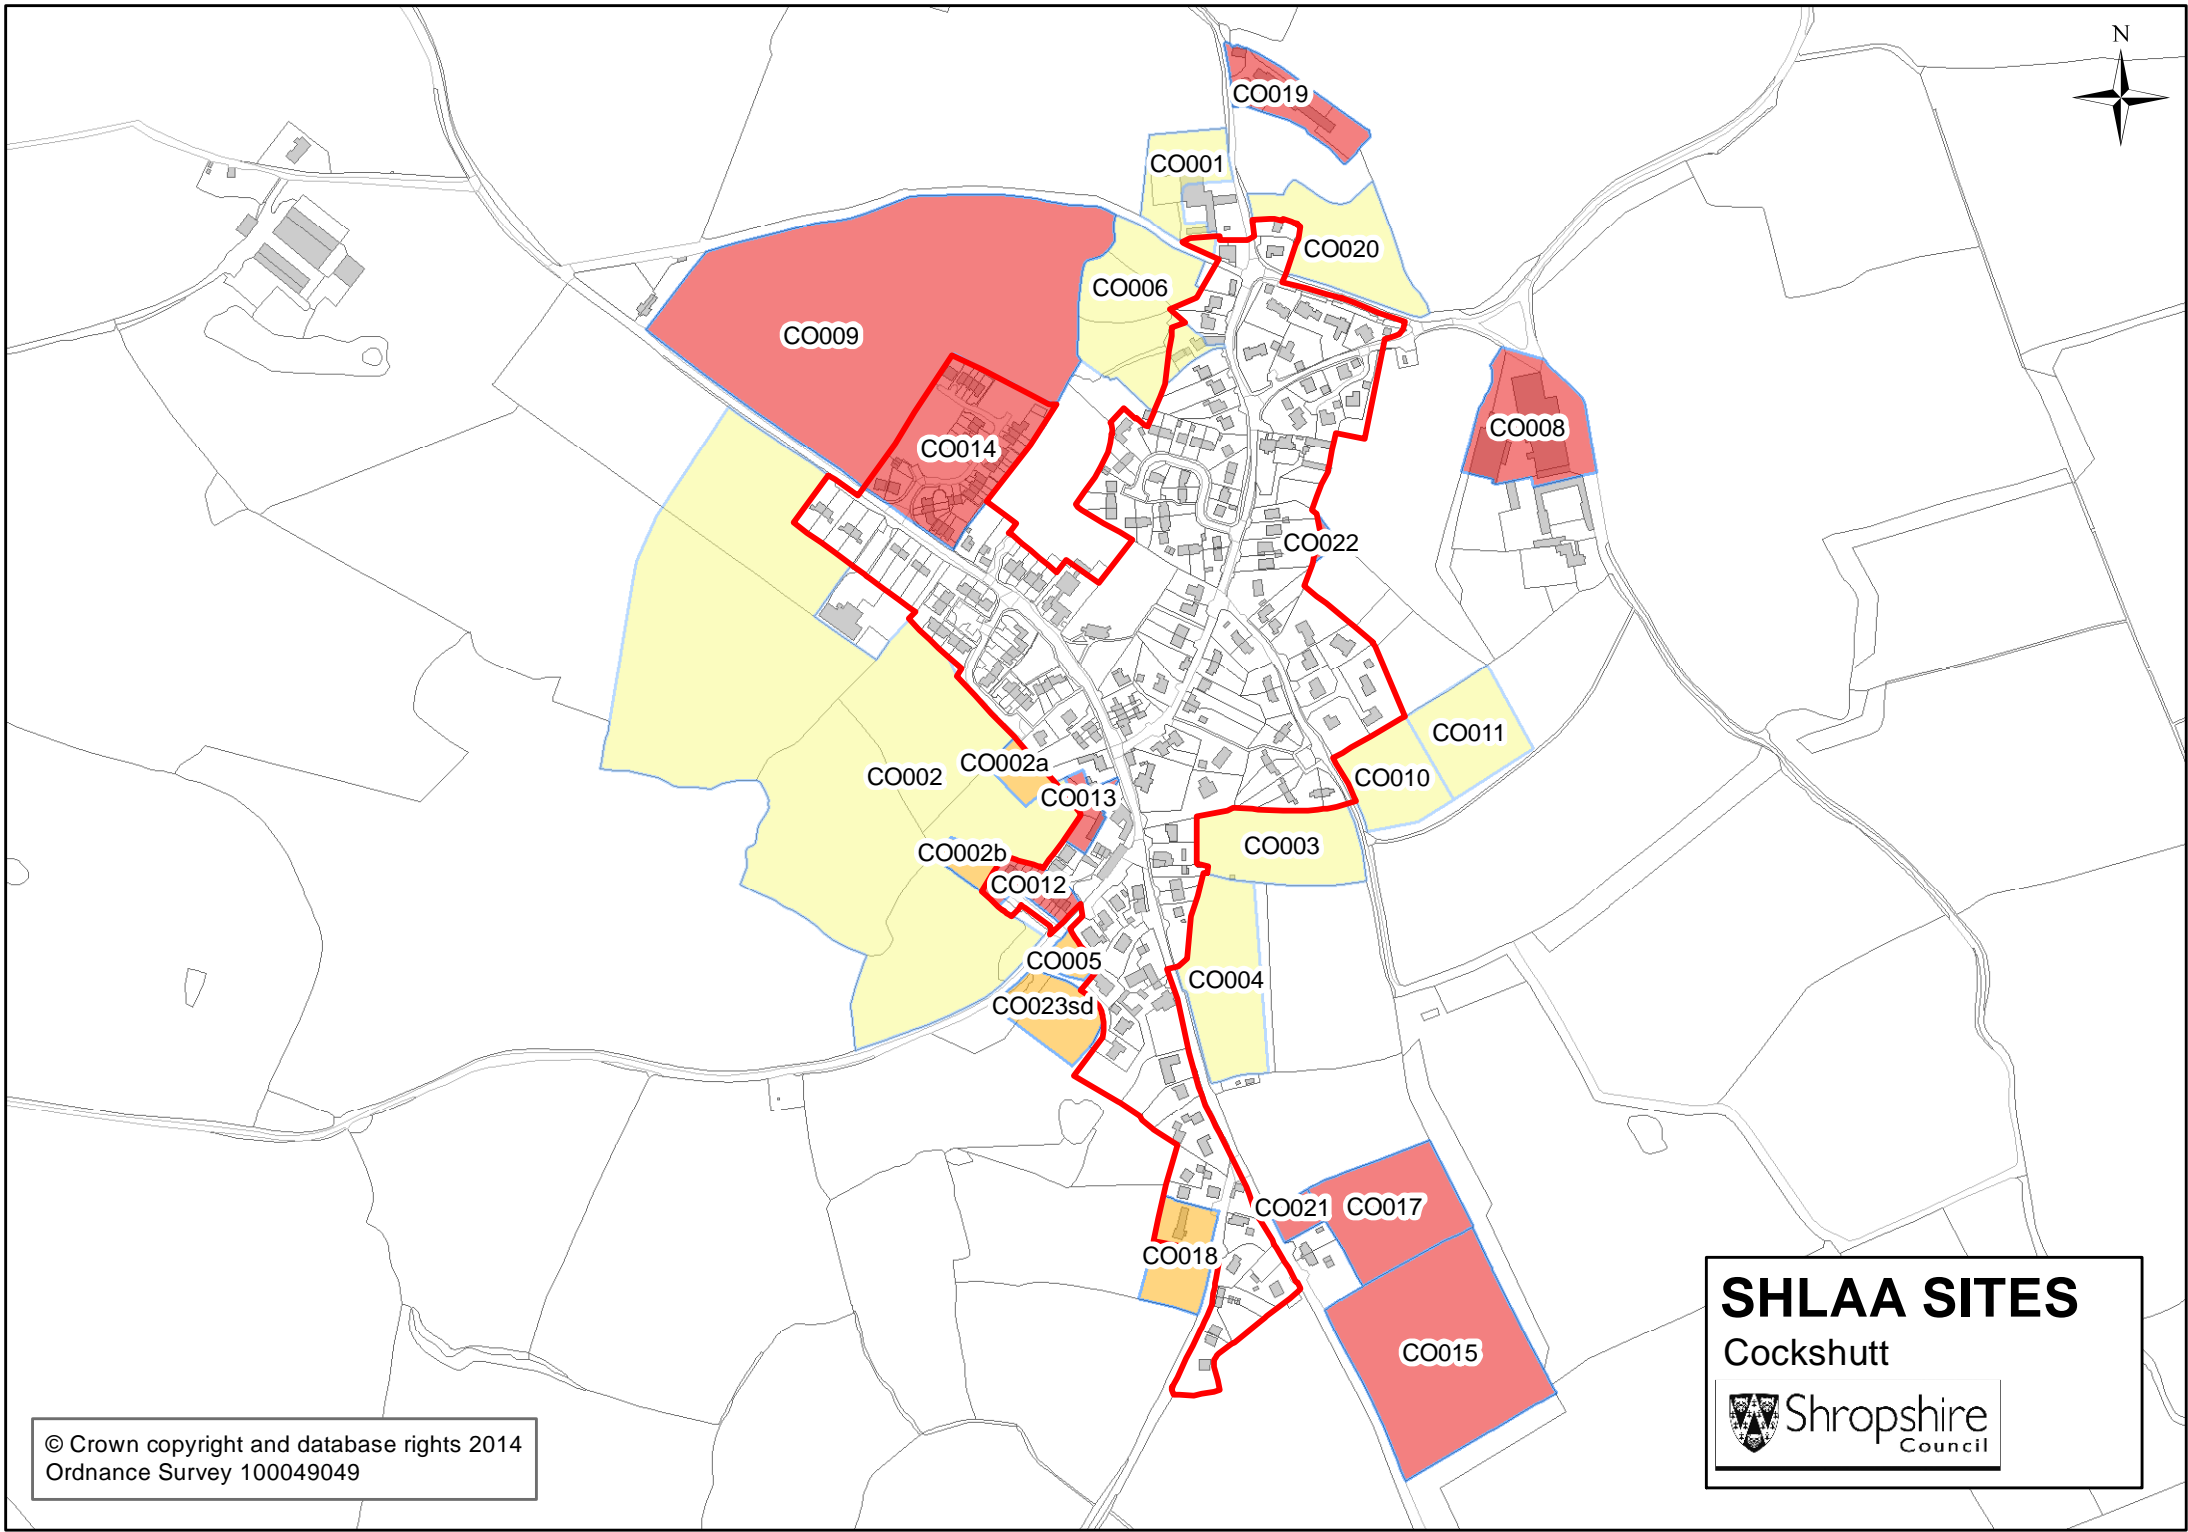 N
CO019
CO001
CO020
CO006
CO009
CO008
CO014
CO022
CO011
CO002a
CO002
CO010
CO013
CO003
CO002b
CO012
CO005
CO004
CO023sd
CO021
CO017
CO018
CO015
SHLAA SITES
Cockshutt
Shropshire
Council
© Crown copyright and database rights 2014
Ordnance Survey 100049049